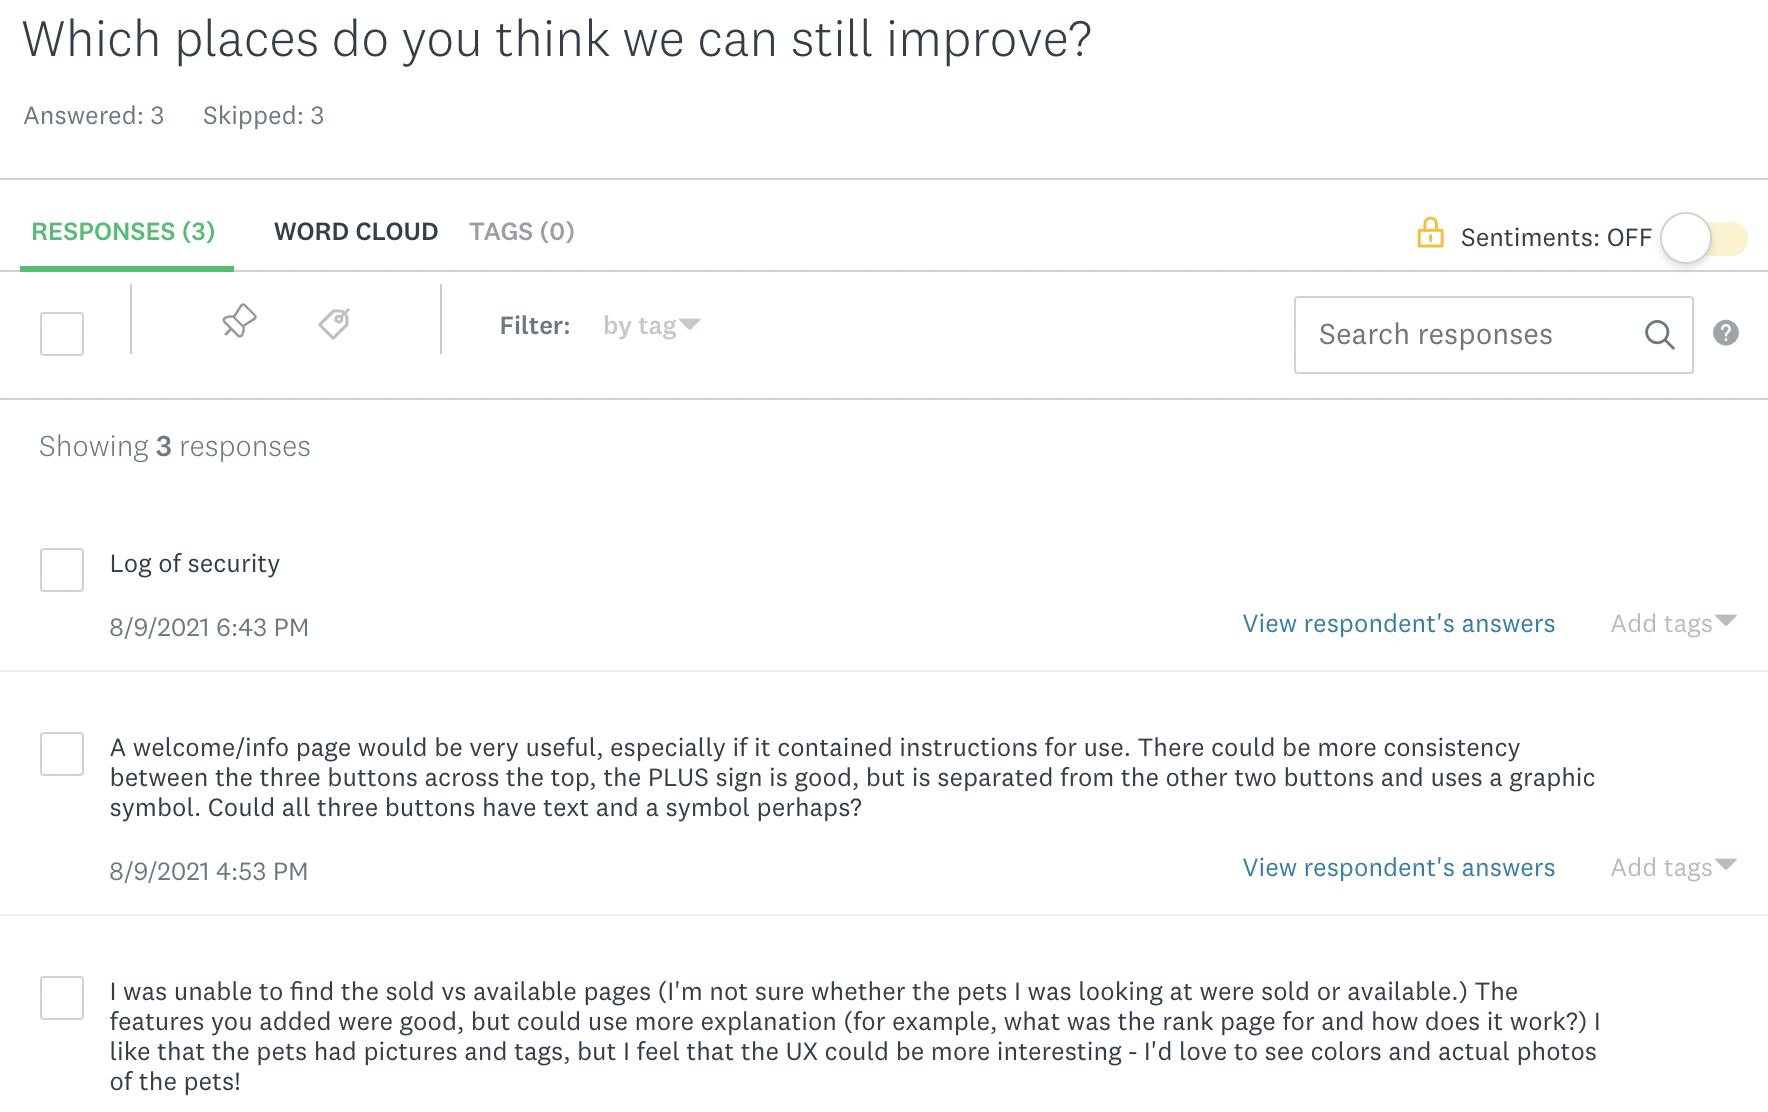 Which places do you think we can still improve?
Answered: 3 Skipped: 3
RESPONSES (3) WORD CLOUD TAGS (0) Sentiments: OFF
Filter: by tag Search responses ?
Showing 3 responses
Log of security
8/9/2021 6:43 PM View respondent's answers Add tags
A welcome/info page would be very useful, especially if it contained instructions for use. There could be more consistency
between the three buttons across the top, the PLUS sign is good, but is separated from the other two buttons and uses a graphic
symbol. Could all three buttons have text and a symbol perhaps?
8/9/2021 4:53 PM View respondent's answers Add tags
I was unable to find the sold vs available pages (I'm not sure whether the pets I was looking at were sold or available.) The
features you added were good, but could use more explanation (for example, what was the rank page for and how does it work?) I
like that the pets had pictures and tags, but I feel that the UX could be more interesting - I'd love to see colors and actual photos
of the pets!